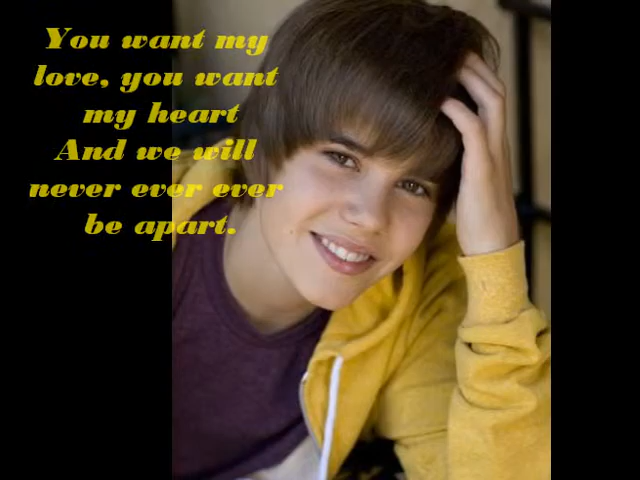 You want my
love, you want
my heart
And we will
never ever ever
be apart.